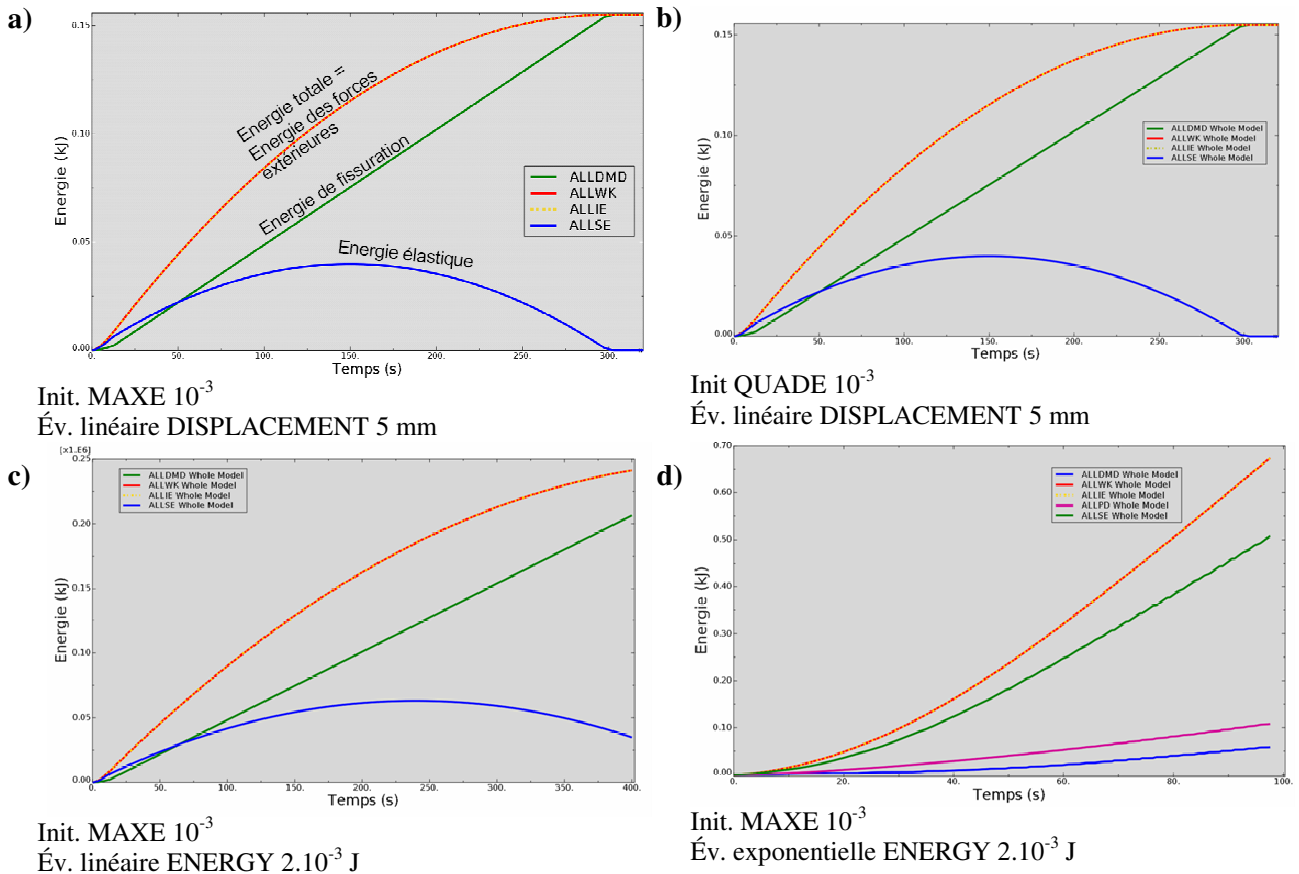 a)
0.15
0.10
0.05
0.00
Energie (kJ)
Energie totale =
Energie des forces
extérieures
Energie de fissuration
Energie élastique
ALLDMD
ALLWK
ALLIE
ALLSE
0. 50. 100. 150. 200. 250. 300.
Temps (s)
Init. MAXE 10-3
Év. linéaire DISPLACEMENT 5 mm
b)
0.15
0.10
0.05
0.00
Energie (kJ)
ALLDMD Whole Model
ALLWK Whole Model
ALLIE Whole Model
ALLSE Whole Model
0. 50. 100. 150. 200. 250. 300.
Temps (s)
Init QUADE 10-3
Év. linéaire DISPLACEMENT 5 mm
c)
[x1.E6]
0.25
0.20
0.15
0.10
0.05
0.00
Energie (kJ)
ALLDMD Whole Model
ALLWK Whole Model
ALLIE Whole Model
ALLSE Whole Model
0. 50. 100. 150. 200. 250. 300. 350. 400.
Temps (s)
Init. MAXE 10-3
Év. linéaire ENERGY 2.10-3 J
d)
0.70
0.60
0.50
0.40
0.30
0.20
0.10
0.00
Energie (kJ)
ALLDMD Whole Model
ALLWK Whole Model
ALLIE Whole Model
ALLPD Whole Model
ALLSE Whole Model
0. 20. 40. 60. 80. 100.
Temps (s)
Init. MAXE 10-3
Év. exponentielle ENERGY 2.10-3 J